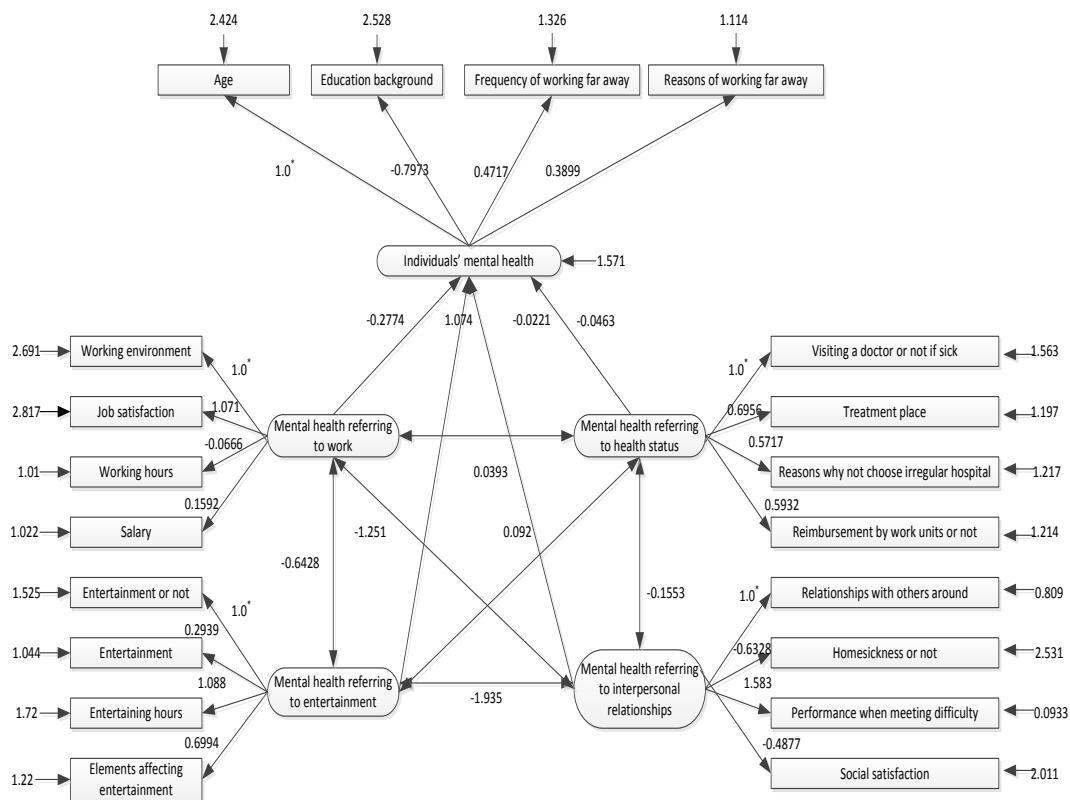 2.424
2.528
1.326
1.114
Age
Education background
Frequency of working far away
Reasons of working far away
1.0*
-0.7973
0.4717
0.3899
Individuals' mental health
1.571
-0.2774
1.074
-0.0221
-0.0463
2.691
Working environment
1.0*
2.817
Job satisfaction
1.071
-0.0666
1.01
Working hours
0.1592
1.022
Salary
Mental health referring
to work
Mental health referring
to health status
1.0*
Visiting a doctor or not if sick
1.563
0.6956
Treatment place
1.197
0.5717
Reasons why not choose irregular hospital
1.217
0.5932
Reimbursement by work units or not
1.214
0.0393
-1.251
0.092
-0.6428
-0.1553
1.525
Entertainment or not
1.0*
0.2939
1.044
Entertainment
1.088
1.72
Entertaining hours
0.6994
1.22
Elements affecting
entertainment
Mental health referring
to entertainment
-1.935
Mental health referring
to interpersonal
relationships
1.0*
Relationships with others around
0.809
-0.6328
Homesickness or not
2.531
1.583
Performance when meeting difficulty
0.0933
-0.4877
Social satisfaction
2.011